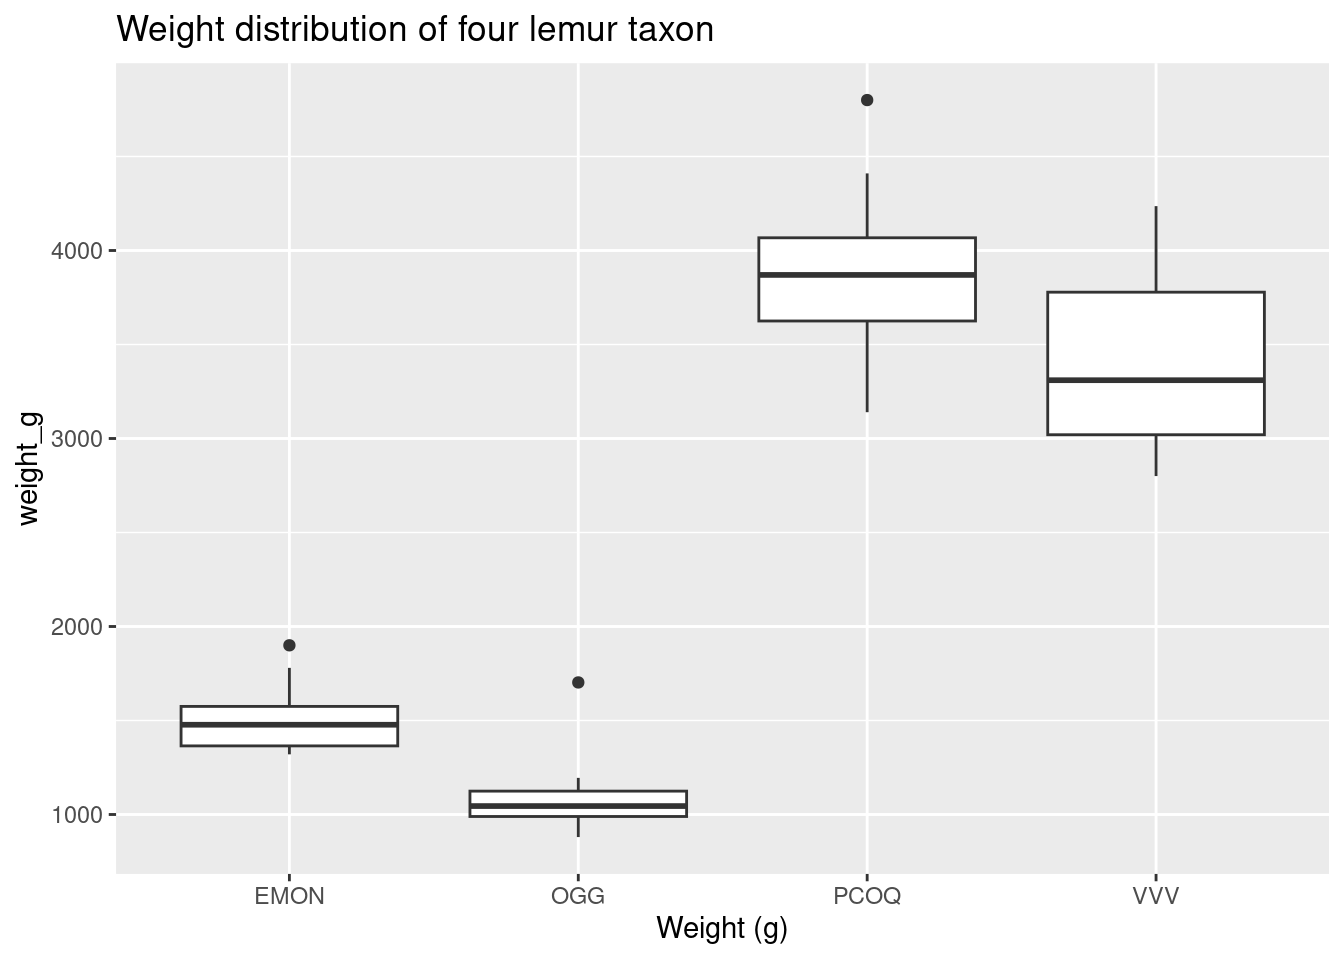 Weight distribution of four lemur taxon
weight_g
4000
3000
2000
1000
EMON OGG PCOQ VVV
Weight (g)